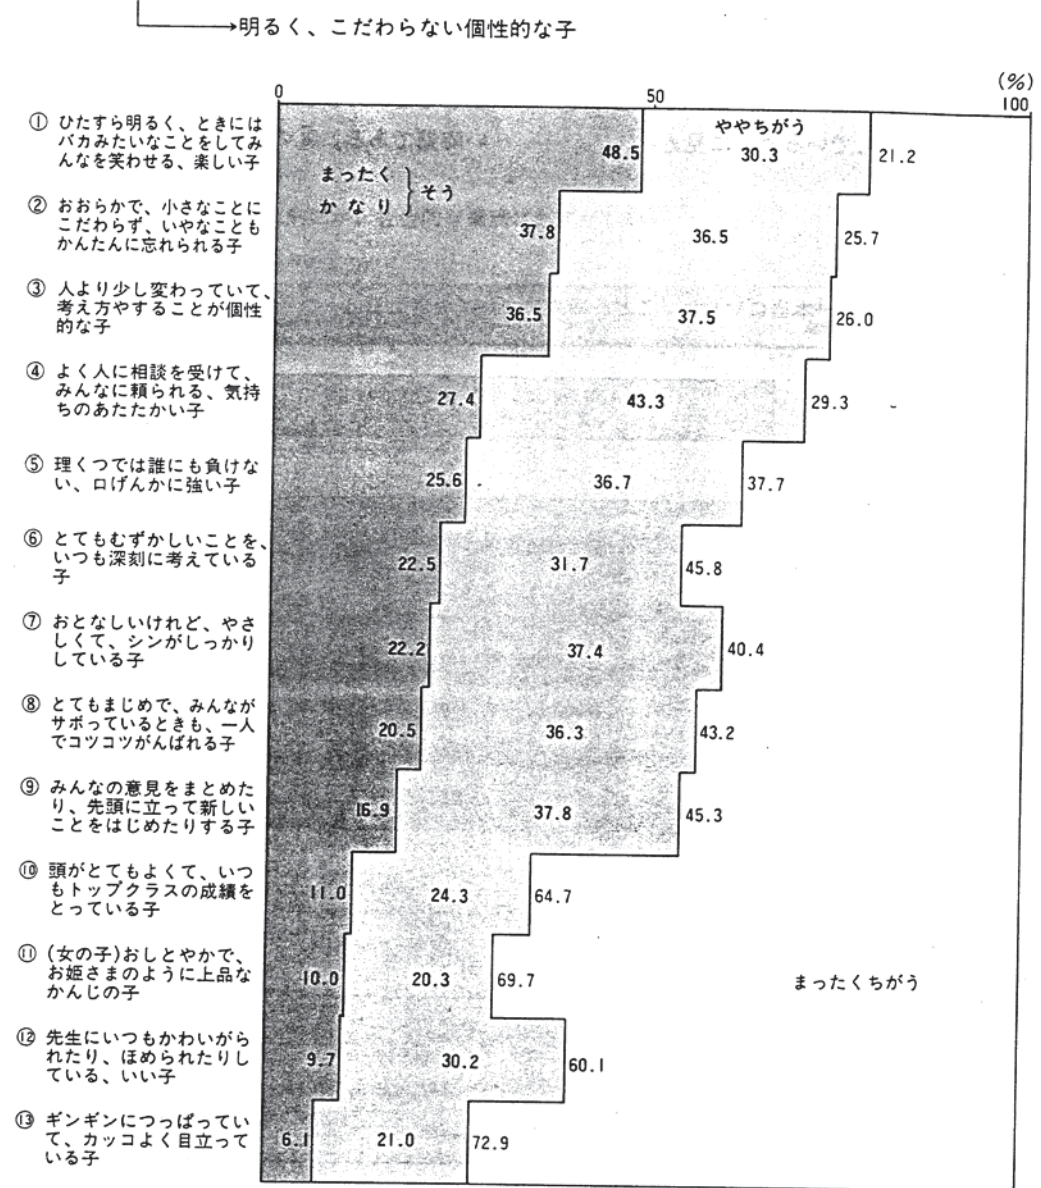 明るく、こだわらない個性的な子
(%)
0
50
100
① ひたすら明るく、ときには
バカみたいなことをしてみ
んなを笑わせる、楽しい子
48.5
ややちがう
30.3
21.2
まったく
かなり
そう
② おおらかで、小さなことに
こだわらず、いやなことも
かんたんに忘れられる子
37.8
36.5
25.7
③ 人より少し変わっていて、
考え方やすることが個性
的な子
36.5
37.5
26.0
④ よく人に相談を受けて、
みんなに頼られる、気持
ちのあたたかい子
27.4
43.3
29.3
⑤ 理くつでは誰にも負けな
い、口げんかに強い子
25.6
36.7
37.7
⑥ とてもむずかしいことを、
いつも深刻に考えている
子
22.5
31.7
45.8
⑦ おとなしいけれど、やさ
しくて、シンがしっかり
している子
22.2
37.4
40.4
⑧ とてもまじめで、みんなが
サボっているときも、一人
でコツコツがんばれる子
20.5
36.3
43.2
⑨ みんなの意見をまとめた
り、先頭に立って新しい
ことをはじめたりする子
16.9
37.8
45.3
⑩ 頭がとてもよくて、いつ
もトップクラスの成績を
とっている子
11.0
24.3
64.7
⑪ (女の子)おしとやかで、
お姫さまのように上品な
かんじの子
10.0
20.3
69.7
まったくちがう
⑫ 先生にいつもかわいがら
れたり、ほめられたりし
ている、いい子
9.7
30.2
60.1
⑬ ギンギンにつっぱってい
て、カッコよく目立って
いる子
6.1
21.0
72.9